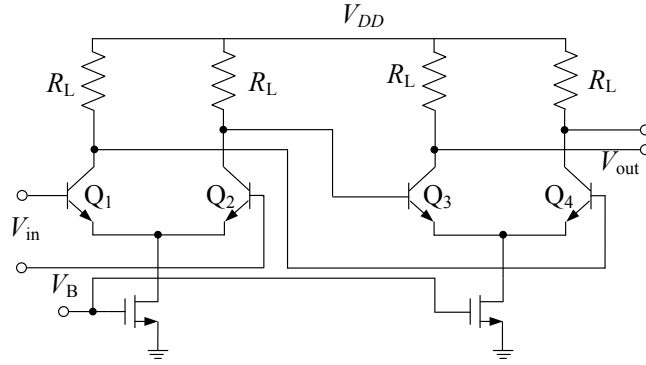 V_DD
R_L R_L R_L R_L
Q_1 Q_2 Q_3 Q_4 V_out
V_in
V_B